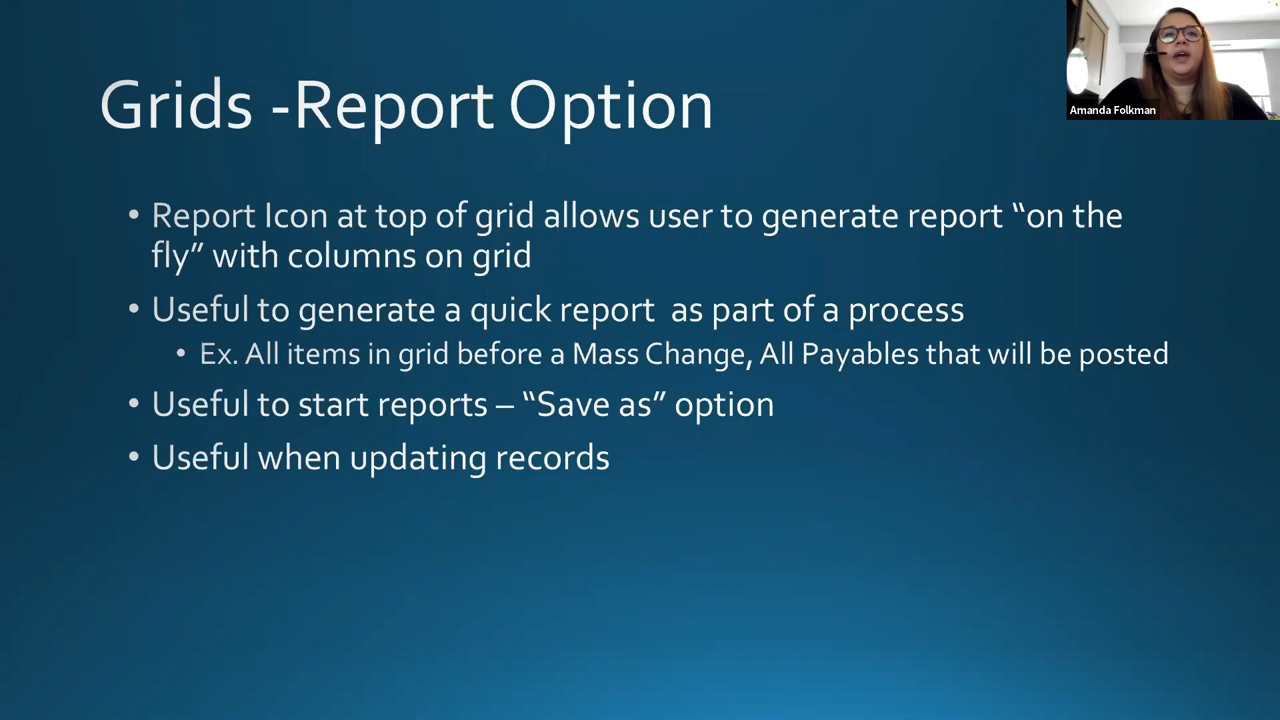 Grids -Report Option
Amanda Folkman
• Report Icon at top of grid allows user to generate report “on the
fly” with columns on grid
• Useful to generate a quick report  as part of a process
• Ex. All items in grid before a Mass Change, All Payables that will be posted
• Useful to start reports – “Save as” option
• Useful when updating records